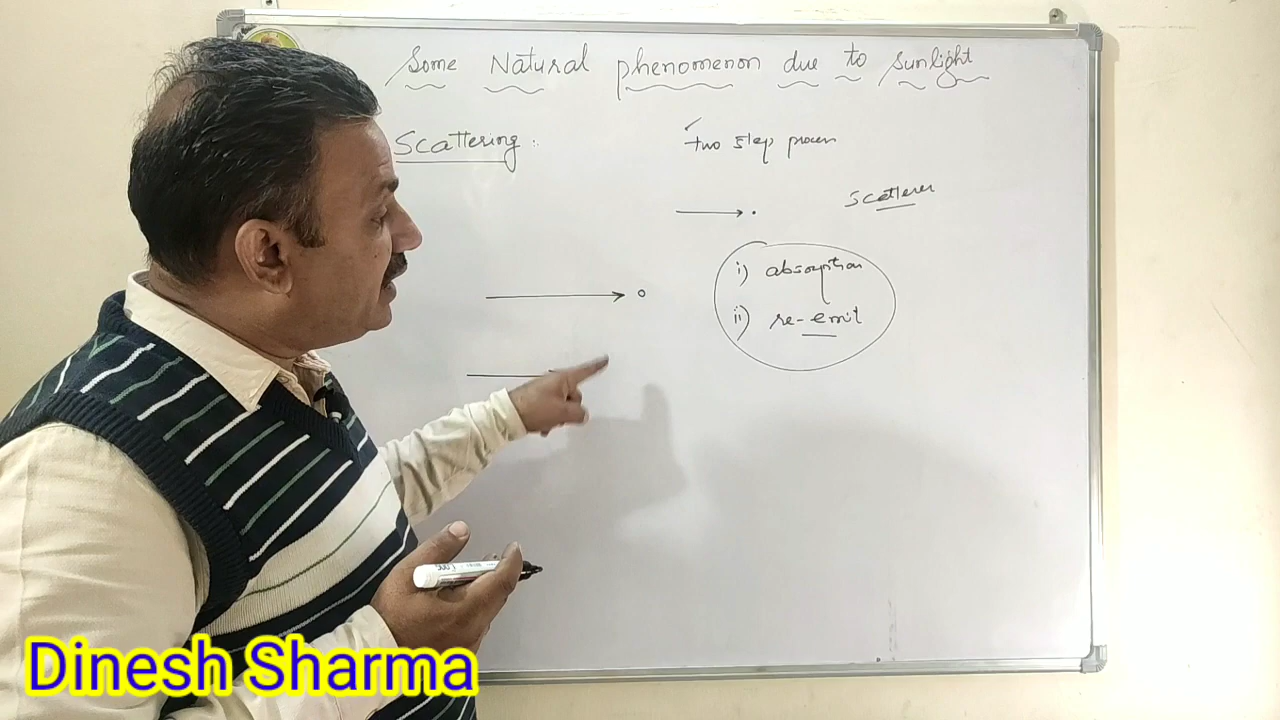 Some Natural phenomenon due to sunlight
Scattering :
two step process
Scatterer
i) absorption
ii) re-emit
Dinesh Sharma